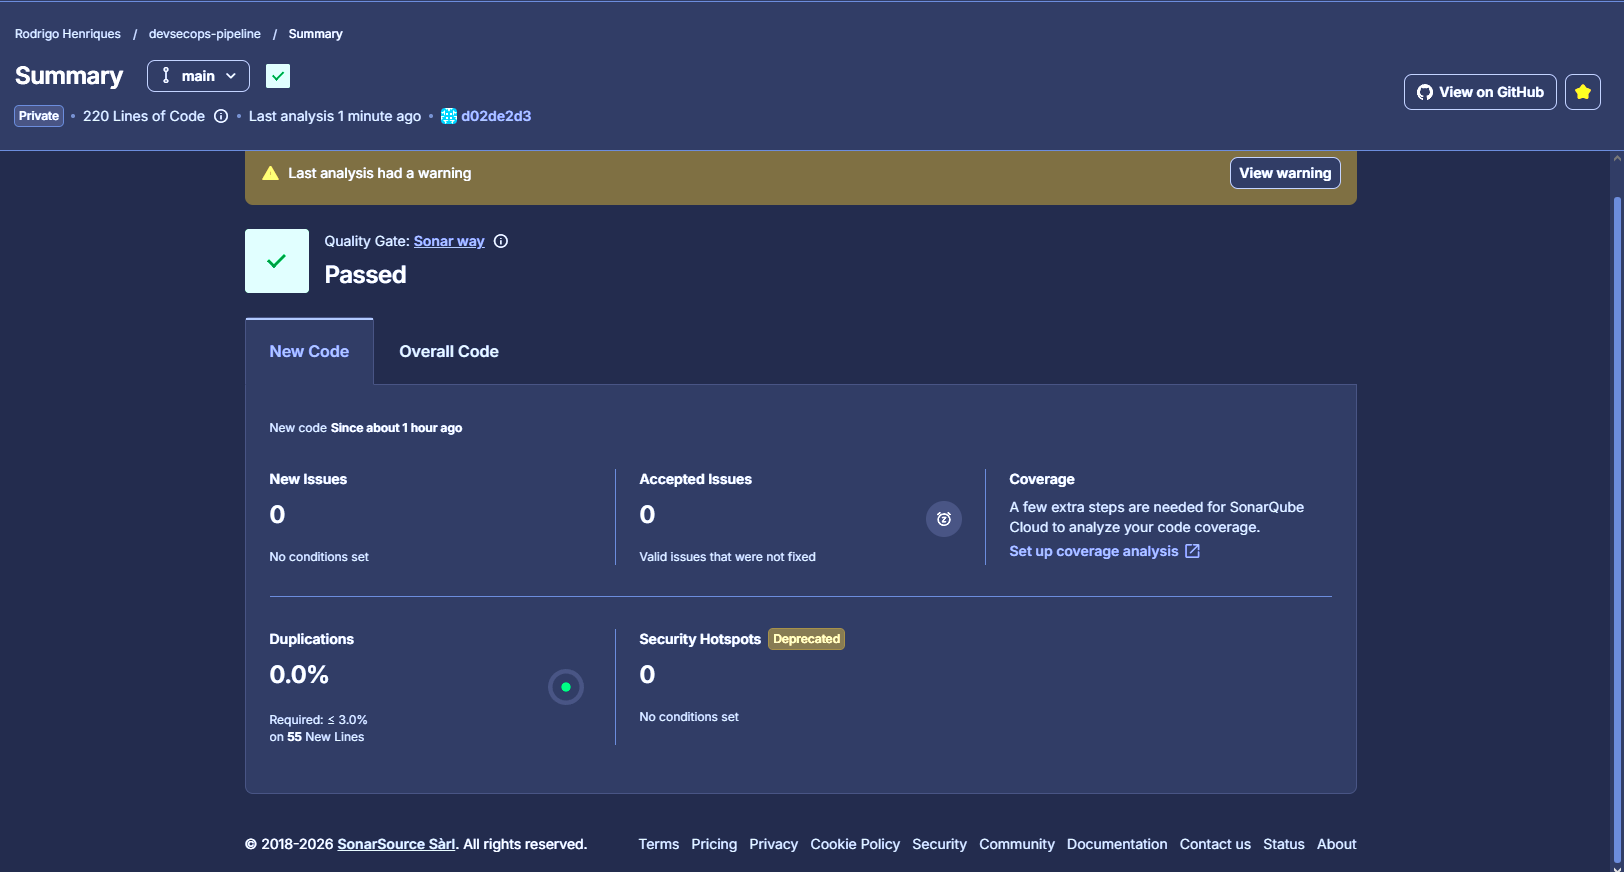 Rodrigo Henriques / devsecops-pipeline / Summary
Summary main
View on GitHub
Private • 220 Lines of Code • Last analysis 1 minute ago • d02de2d3
Last analysis had a warning
View warning
Quality Gate: Sonar way
Passed
New Code
Overall Code
New code Since about 1 hour ago
New Issues
0
No conditions set
Accepted Issues
0
Valid issues that were not fixed
Coverage
A few extra steps are needed for SonarQube
Cloud to analyze your code coverage.
Set up coverage analysis
Duplications
0.0%
Required: ≤ 3.0%
on 55 New Lines
Security Hotspots Deprecated
0
No conditions set
© 2018-2026 SonarSource Sàrl. All rights reserved.
Terms Pricing Privacy Cookie Policy Security Community Documentation Contact us Status About